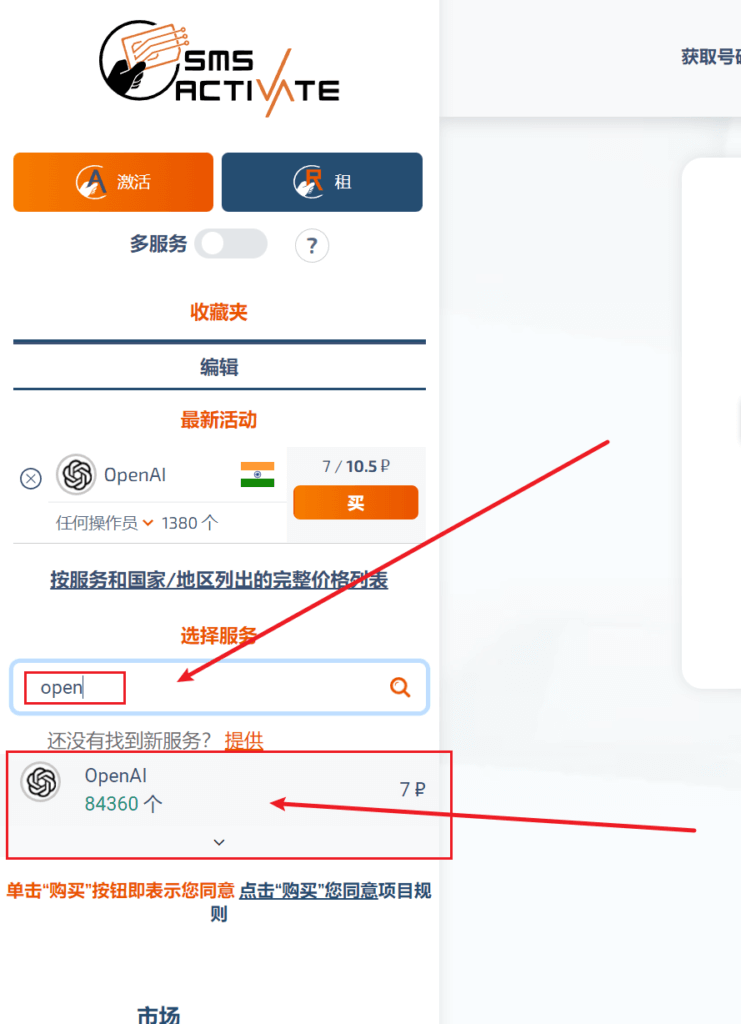 SMS
ACTIVATE
获取号码
激活
租
多服务
?
收藏夹
编辑
最新活动
OpenAI
7 / 10.5 ₽
买
任何操作员 1380 个
按服务和国家/地区列出的完整价格列表
选择服务
open
还没有找到新服务？ 提供
OpenAI
84360 个
7 ₽
单击“购买”按钮即表示您同意 点击“购买”您同意项目规
则
市场